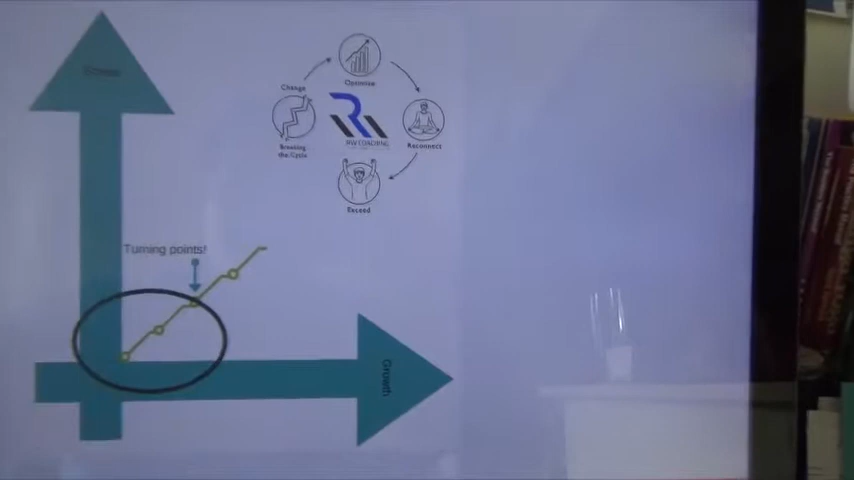 Change
Optimise
Reconnect
Breaking
the/Cycle
RW COACHING
Exceed
Turning points!
Growth